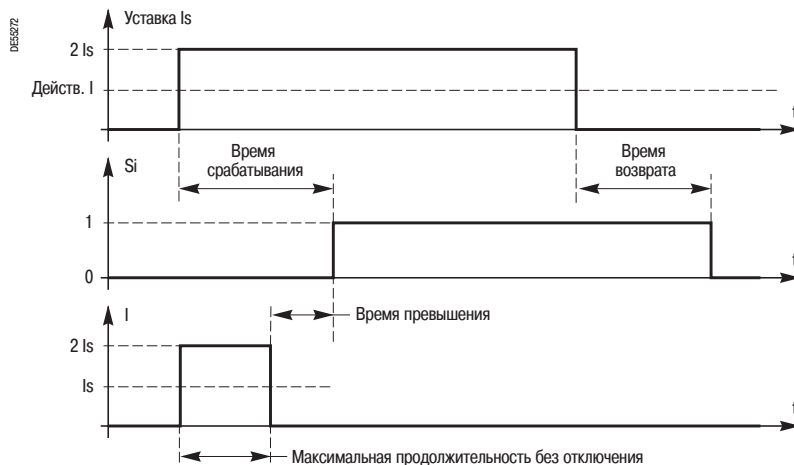 DE55272
Уставка Is
2 Is
Действ. I
t
Время срабатывания
Время возврата
Si
1
0
t
I
Время превышения
2 Is
Is
t
Максимальная продолжительность без отключения